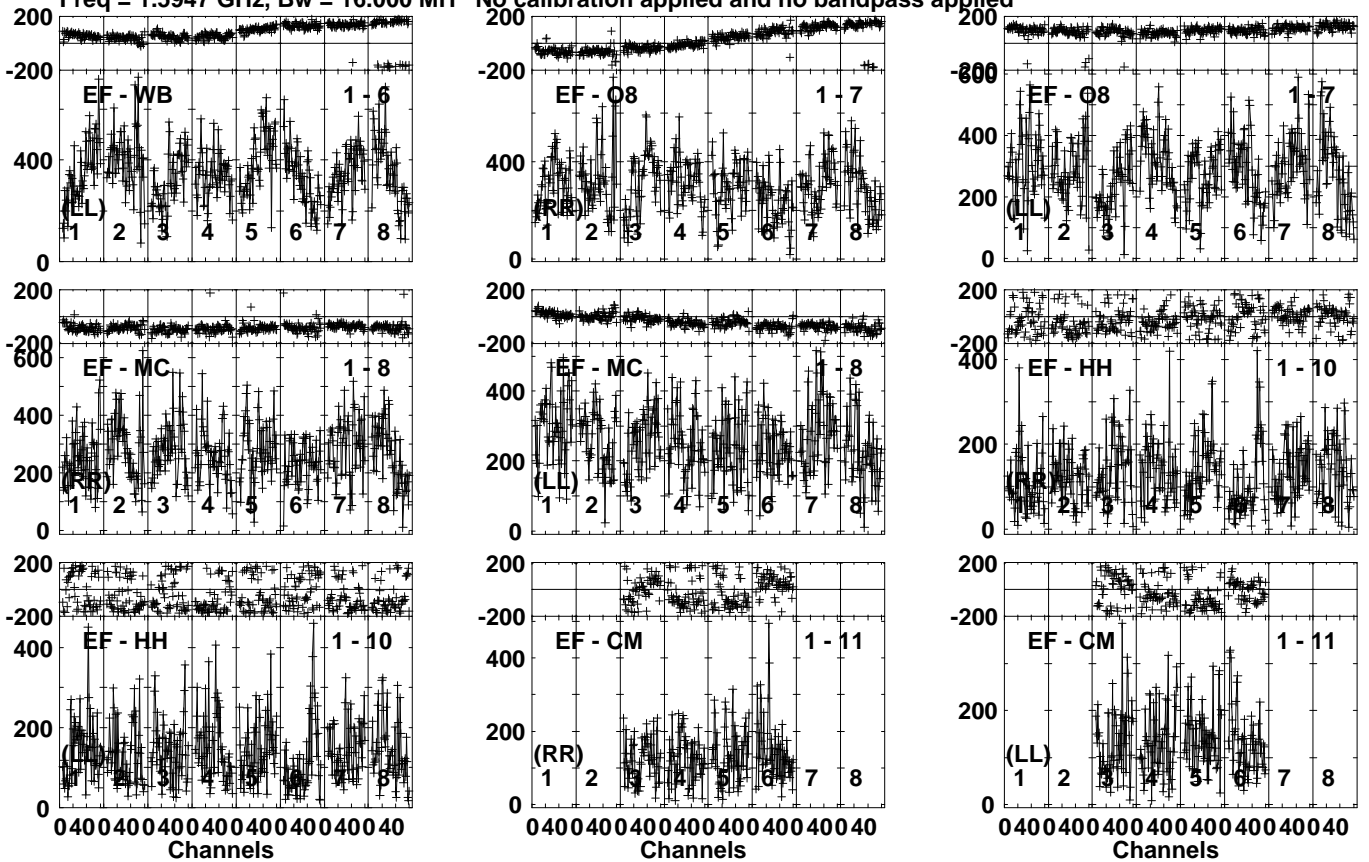 Freq = 1.5947 GHz, Bw = 16.000 MH No calibration applied and no bandpass applied
200 200 200
-200 -200 -200
600
EF - WB 1 - 6 EF - O8 1 - 7 EF - O8 1 - 7
400 400 400
200
(LL) (RR) (LL)
1 2 3 4 5 6 7 8 1 2 3 4 5 6 7 8 1 2 3 4 5 6 7 8
0 0 0
200 200 200
-200 -200 -200
600 400
EF - MC 1 - 8 EF - MC 1 - 8 EF - HH 1 - 10
400 400
200 200 200
(RR) (LL) (RR)
1 2 3 4 5 6 7 8 1 2 3 4 5 6 7 8 1 2 3 4 5 6 7 8
0 0 0
200 200 200
-200 -200 -200
EF - HH 1 - 10 EF - CM 1 - 11 EF - CM 1 - 11
400 400
200 200 200
(LL) (RR) (LL)
1 2 3 4 5 6 7 8 1 2 3 4 5 6 7 8 1 2 3 4 5 6 7 8
0 0 0
0 40 0 40 0 40 0 40 0 40 0 40 0 40 0 40 0 40 0 40 0 40 0 40 0 40 0 40 0 40 0 40 0 40 0 40 0 40 0 40 0 40 0 40 0 40 0 40
Channels Channels Channels